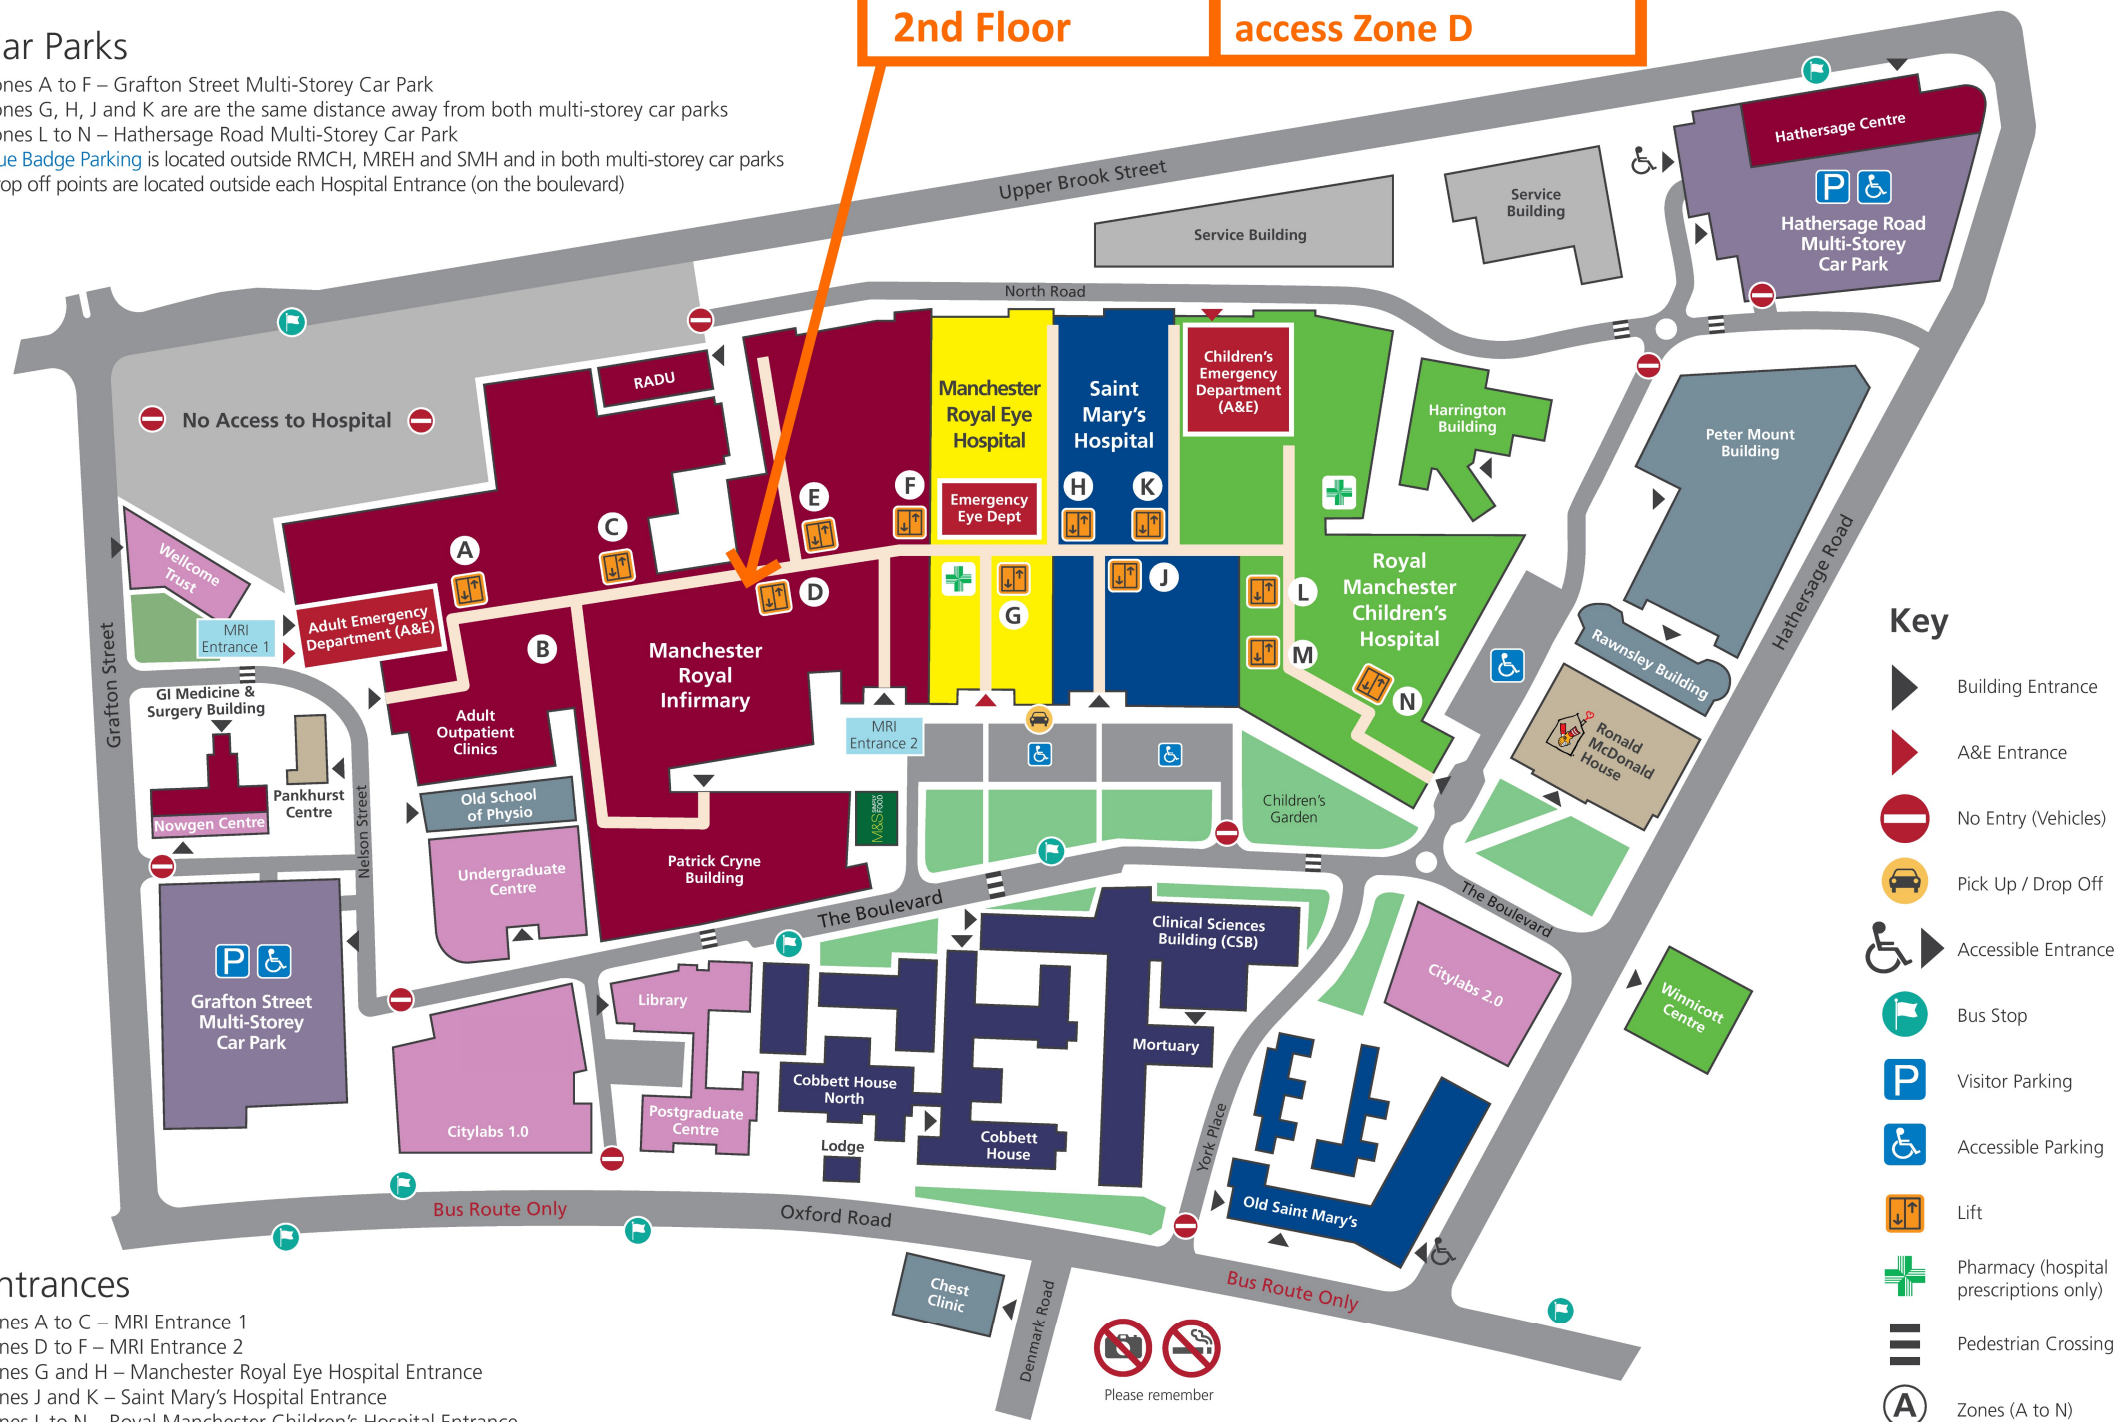 2nd Floor
access Zone D
ar Parks
ones A to F – Grafton Street Multi-Storey Car Park
ones G, H, J and K are are the same distance away from both multi-storey car parks
ones L to N – Hathersage Road Multi-Storey Car Park
ue Badge Parking is located outside RMCH, MREH and SMH and in both multi-storey car parks
rop off points are located outside each Hospital Entrance (on the boulevard)
Upper Brook Street
Hathersage Centre
Service
Building
Service Building
P
Hathersage Road
Multi-Storey
Car Park
North Road
No Access to Hospital
RADU
Manchester
Royal Eye
Hospital
Saint
Mary's
Hospital
Children's
Emergency
Department
(A&E)
Harrington
Building
Peter Mount
Building
Emergency
Eye Dept
A
C
E
F
H
K
D
G
J
L
B
M
N
Wellcome
Trust
MRI
Entrance 1
Adult Emergency
Department (A&E)
Manchester
Royal
Infirmary
Royal
Manchester
Children's
Hospital
Hathersage Road
Rawnsley Building
Grafton Street
GI Medicine &
Surgery Building
Adult
Outpatient
Clinics
MRI
Entrance 2
Ronald
McDonald
House
Pankhurst
Centre
Nowgen Centre
Nelson Street
Old School
of Physio
M&S SIMPLY FOOD
Children's
Garden
Undergraduate
Centre
Patrick Cryne
Building
The Boulevard
The Boulevard
P
Grafton Street
Multi-Storey
Car Park
Library
Clinical Sciences
Building (CSB)
Citylabs 2.0
Winnicott
Centre
Mortuary
Cobbett House
North
Postgraduate
Centre
Citylabs 1.0
Lodge
Cobbett
House
York Place
Old Saint Mary's
Bus Route Only
Oxford Road
Bus Route Only
Chest
Clinic
Denmark Road
Please remember
Key
Building Entrance
A&E Entrance
No Entry (Vehicles)
Pick Up / Drop Off
Accessible Entrance
Bus Stop
P
Visitor Parking
Accessible Parking
Lift
Pharmacy (hospital
prescriptions only)
Pedestrian Crossing
A
Zones (A to N)
ntrances
nes A to C – MRI Entrance 1
nes D to F – MRI Entrance 2
nes G and H – Manchester Royal Eye Hospital Entrance
nes J and K – Saint Mary's Hospital Entrance
nes L to N – Royal Manchester Children's Hospital Entrance